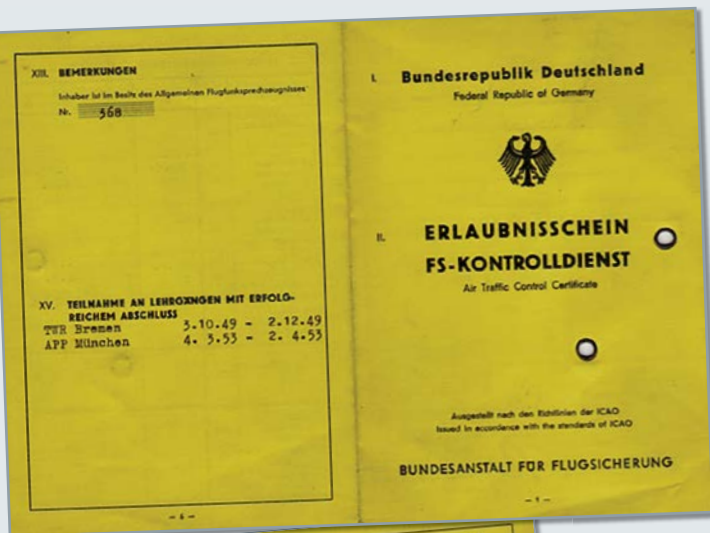 XIII. BEMERKUNGEN
Inhaber ist im Besitz des Allgemeinen Flugfunksprechzeugnisses
Nr. 368
XV. TEILNAHME AN LEHRGÄNGEN MIT ERFOLG-
REICHEM ABSCHLUSS
TWR Bremen 3.10.49 - 2.12.49
APP München 4. 3.53 - 2. 4.53
– 6 –
I. Bundesrepublik Deutschland
Federal Republic of Germany
II. ERLAUBNISSCHEIN
FS-KONTROLLDIENST
Air Traffic Control Certificate
Ausgestellt nach den Richtlinien der ICAO
Issued in accordance with the standards of ICAO
BUNDESANSTALT FÜR FLUGSICHERUNG
– 1 –